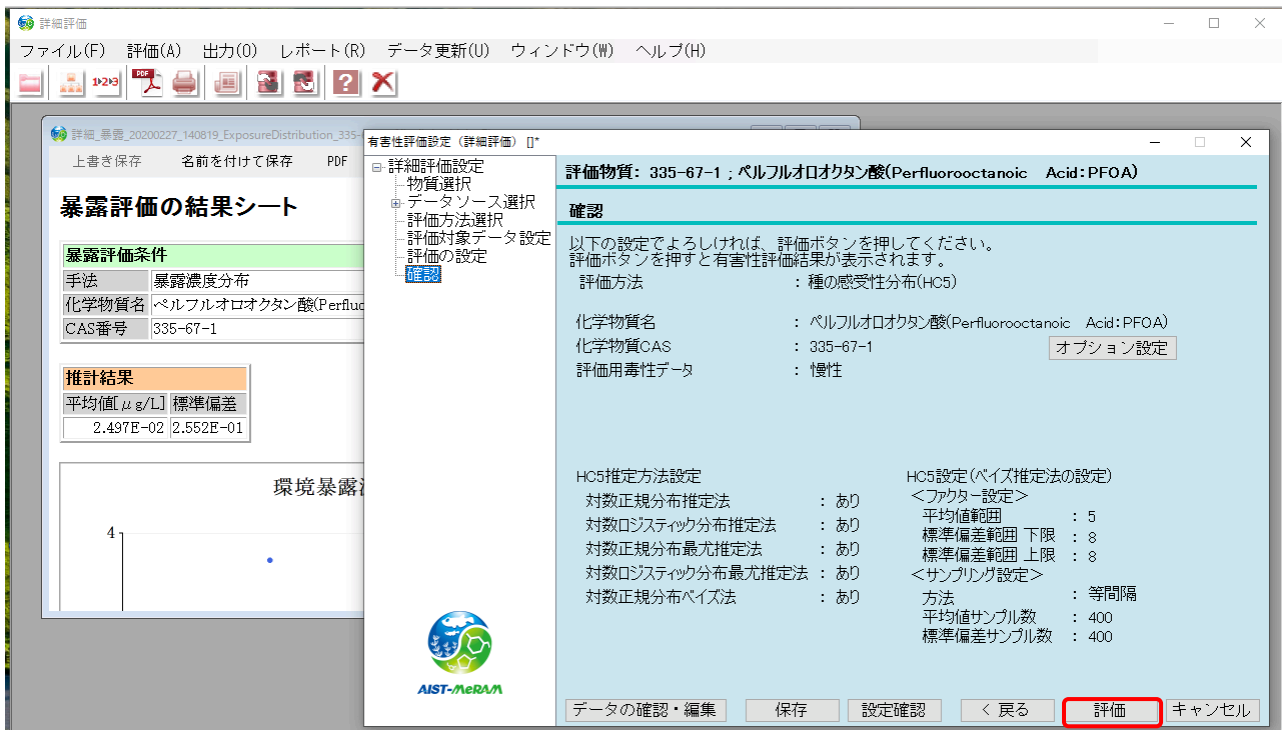 詳細評価
ファイル(F) 評価(A) 出力(O) レポート(R) データ更新(U) ウィンドウ(W) ヘルプ(H)
1▶2▶3 PDF ?
詳細_暴露_20200227_140819_ExposureDistribution_335-
上書き保存 名前を付けて保存 PDF
暴露評価の結果シート
暴露評価条件
手法 暴露濃度分布
化学物質名 ペルフルオロオクタン酸(Perfluo
CAS番号 335-67-1
推計結果
平均値[μg/L] 標準偏差
2.497E-02 2.552E-01
環境暴露
4
有害性評価設定（詳細評価） []*
詳細評価設定
物質選択
データソース選択
評価方法選択
評価対象データ設定
評価の設定
確認
AIST-MeRAM
評価物質: 335-67-1 ; ペルフルオロオクタン酸(Perfluorooctanoic Acid:PFOA)
確認
以下の設定でよろしければ、評価ボタンを押してください。
評価ボタンを押すと有害性評価結果が表示されます。
評価方法 : 種の感受性分布(HC5)
化学物質名 : ペルフルオロオクタン酸(Perfluorooctanoic Acid:PFOA)
化学物質CAS : 335-67-1 オプション設定
評価用毒性データ : 慢性
HC5推定方法設定
対数正規分布推定法 : あり
対数ロジスティック分布推定法 : あり
対数正規分布最尤推定法 : あり
対数ロジスティック分布最尤推定法 : あり
対数正規分布ベイズ法 : あり
HC5設定(ベイズ推定法の設定)
＜ファクター設定＞
平均値範囲 : 5
標準偏差範囲 下限 : 8
標準偏差範囲 上限 : 8
＜サンプリング設定＞
方法 : 等間隔
平均値サンプル数 : 400
標準偏差サンプル数 : 400
データの確認・編集 保存 設定確認 < 戻る 評価 キャンセル